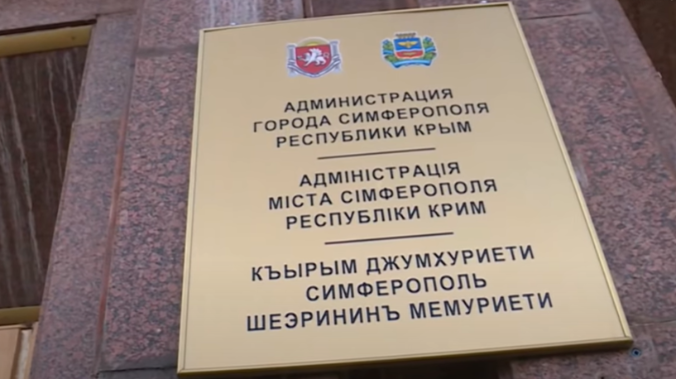 АДМИНИСТРАЦИЯ
ГОРОДА СИМФЕРОПОЛЯ
РЕСПУБЛИКИ КРЫМ
АДМІНІСТРАЦІЯ
МІСТА СІМФЕРОПОЛЯ
РЕСПУБЛІКИ КРИМ
КЪЫРЫМ ДЖУМХУРИЕТИ
СИМФЕРОПОЛЬ
ШЕЭРИНИНЪ МЕМУРИЕТИ